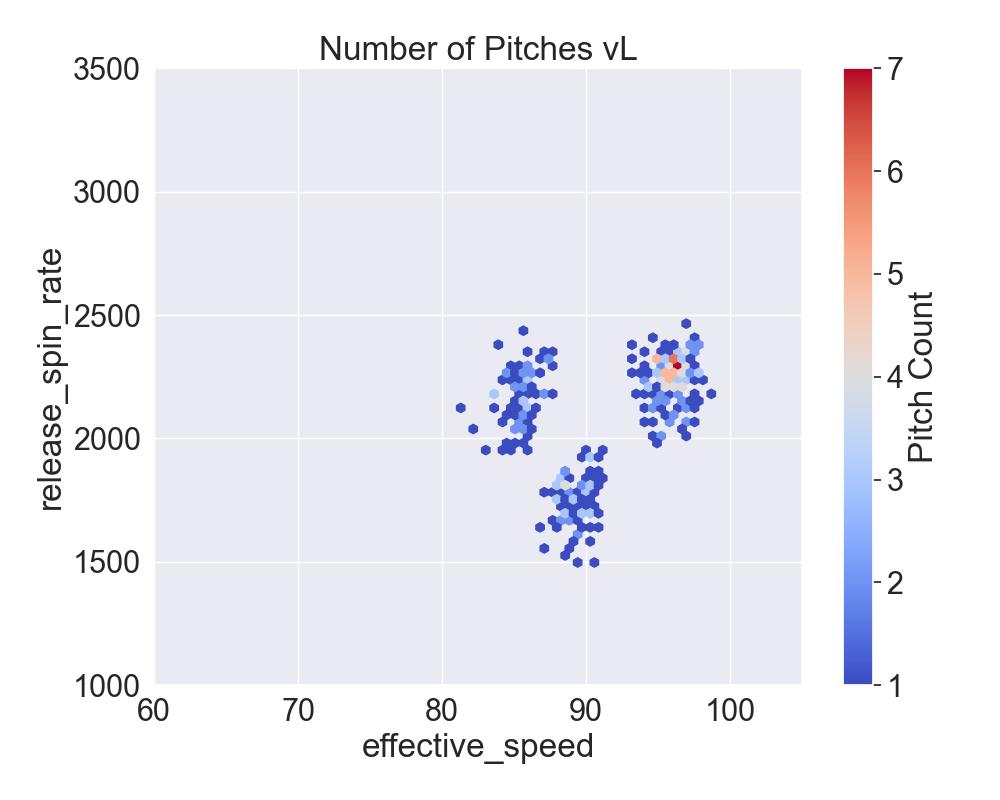 Number of Pitches vL
3500
3000
2500
2000
1500
1000
release_spin_rate
60 70 80 90 100
effective_speed
7
6
5
4
3
2
1
Pitch Count